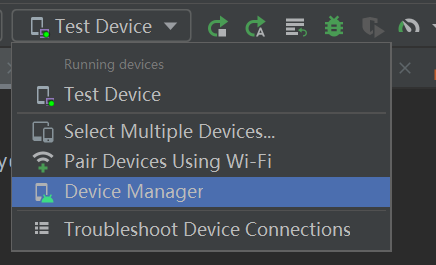 Test Device
Running devices
Test Device
Select Multiple Devices...
Pair Devices Using Wi-Fi
Device Manager
Troubleshoot Device Connections